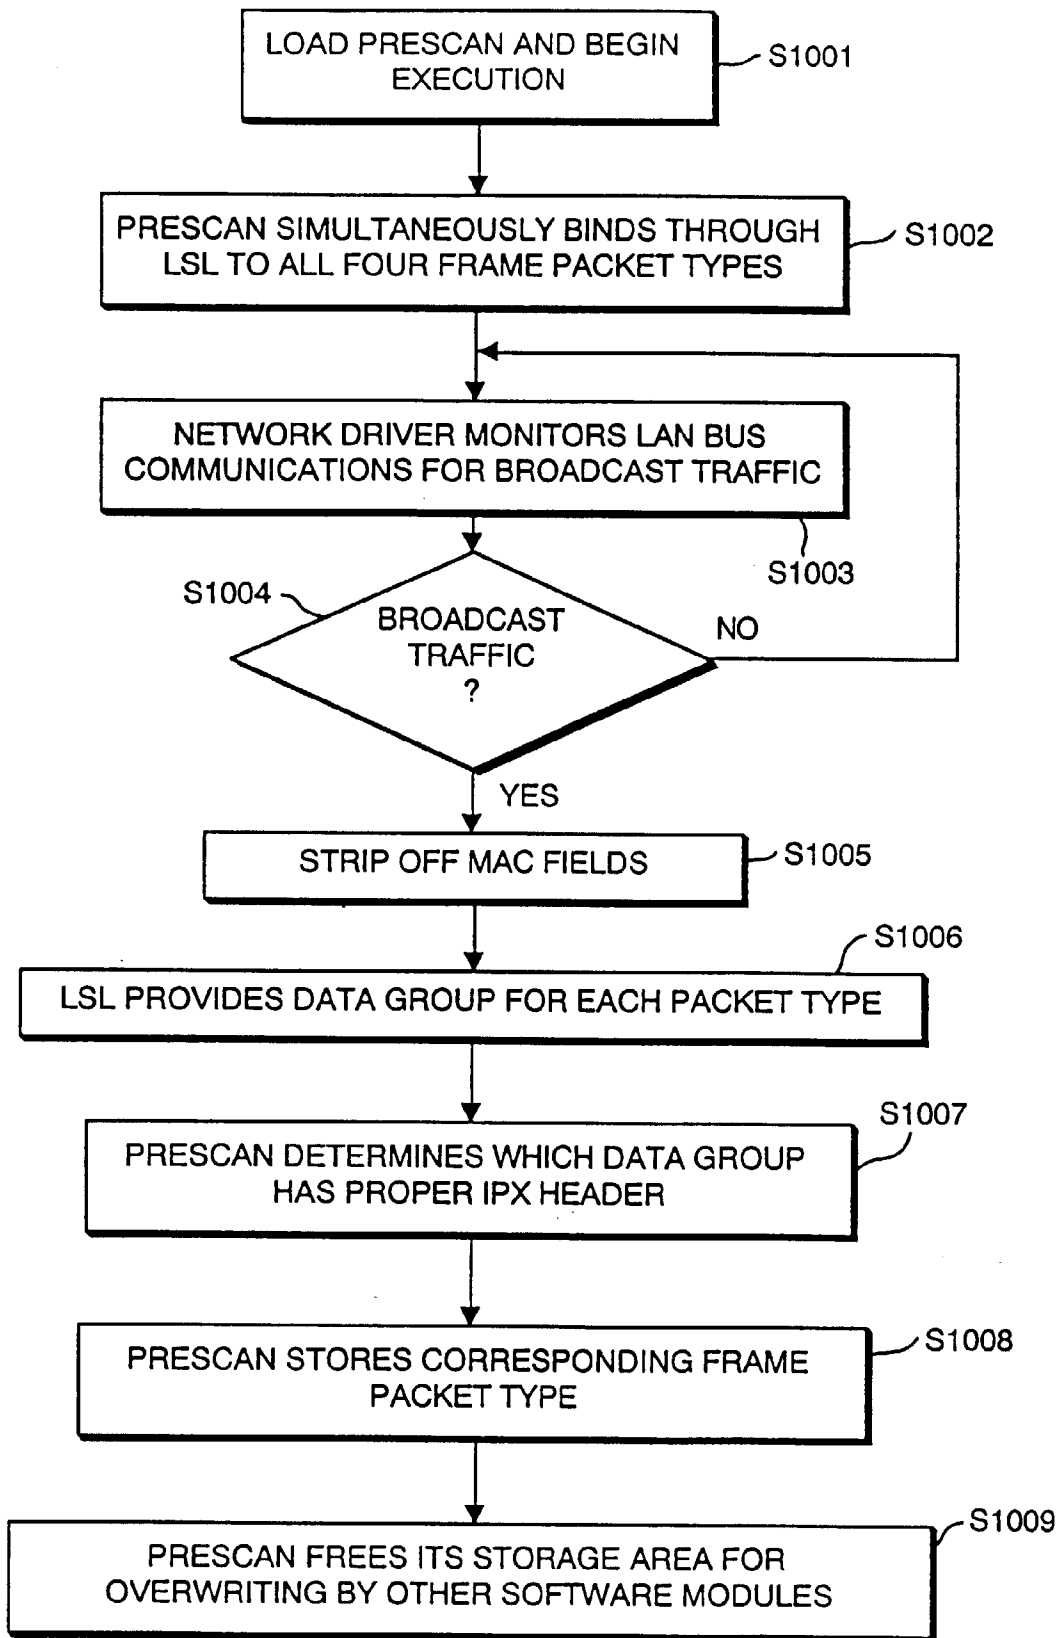 LOAD PRESCAN AND BEGIN
EXECUTION
S1001
PRESCAN SIMULTANEOUSLY BINDS THROUGH
LSL TO ALL FOUR FRAME PACKET TYPES
S1002
NETWORK DRIVER MONITORS LAN BUS
COMMUNICATIONS FOR BROADCAST TRAFFIC
S1003
S1004
BROADCAST
TRAFFIC
?
NO
YES
STRIP OFF MAC FIELDS
S1005
S1006
LSL PROVIDES DATA GROUP FOR EACH PACKET TYPE
S1007
PRESCAN DETERMINES WHICH DATA GROUP
HAS PROPER IPX HEADER
S1008
PRESCAN STORES CORRESPONDING FRAME
PACKET TYPE
S1009
PRESCAN FREES ITS STORAGE AREA FOR
OVERWRITING BY OTHER SOFTWARE MODULES